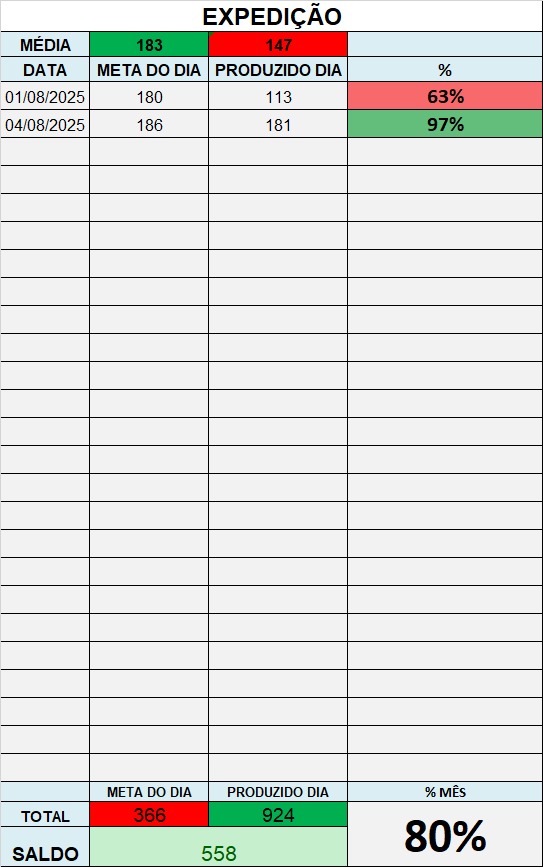 EXPEDIÇÃO
MÉDIA 183 147
DATA META DO DIA PRODUZIDO DIA %
01/08/2025 180 113 63%
04/08/2025 186 181 97%
META DO DIA PRODUZIDO DIA % MÊS
TOTAL 366 924
80%
SALDO 558